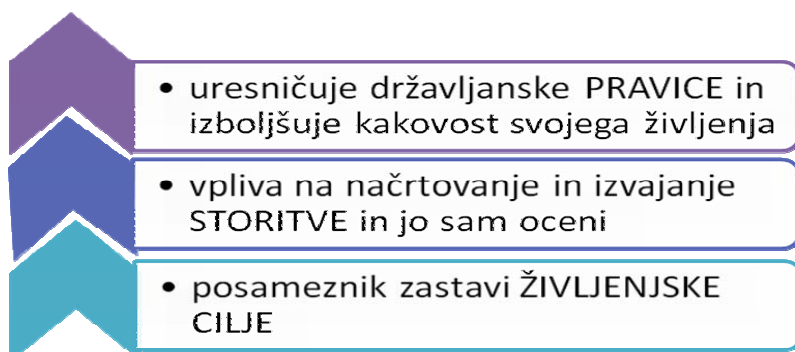 • uresničuje državljanske PRAVICE in
izboljšuje kakovost svojega življenja
• vpliva na načrtovanje in izvajanje
STORITVE in jo sam oceni
• posameznik zastavi ŽIVLJENJSKE
CILJE